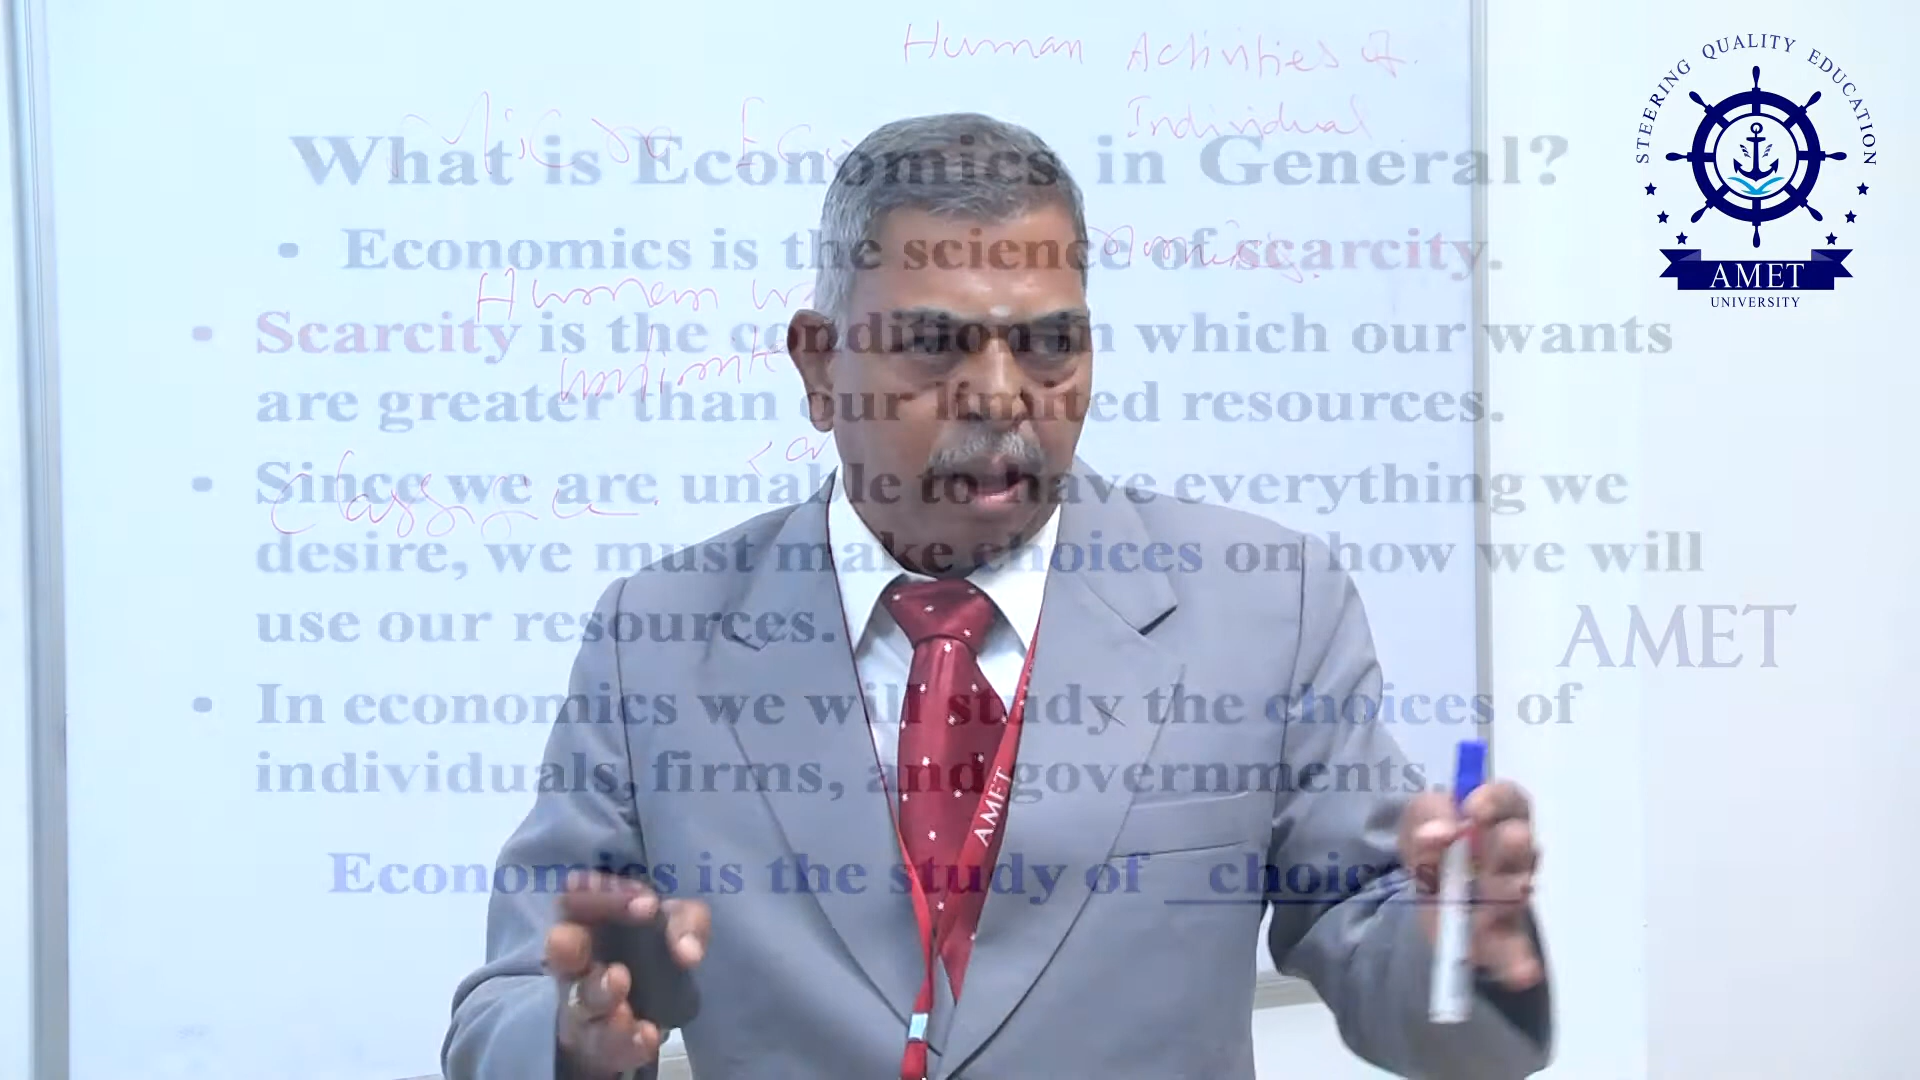 Human Activities of
Individual
Micro Eco
What is Economics in General?
• Economics is the science of scarcity.
Human
• Scarcity is the condition in which our wants
are greater than our limited resources.
• Since we are unable to have everything we
desire, we must make choices on how we will
use our resources.
• In economics we will study the choices of
individuals, firms, and governments.
Economics is the study of choices
STEERING QUALITY EDUCATION
AMET
UNIVERSITY
AMET
AMET